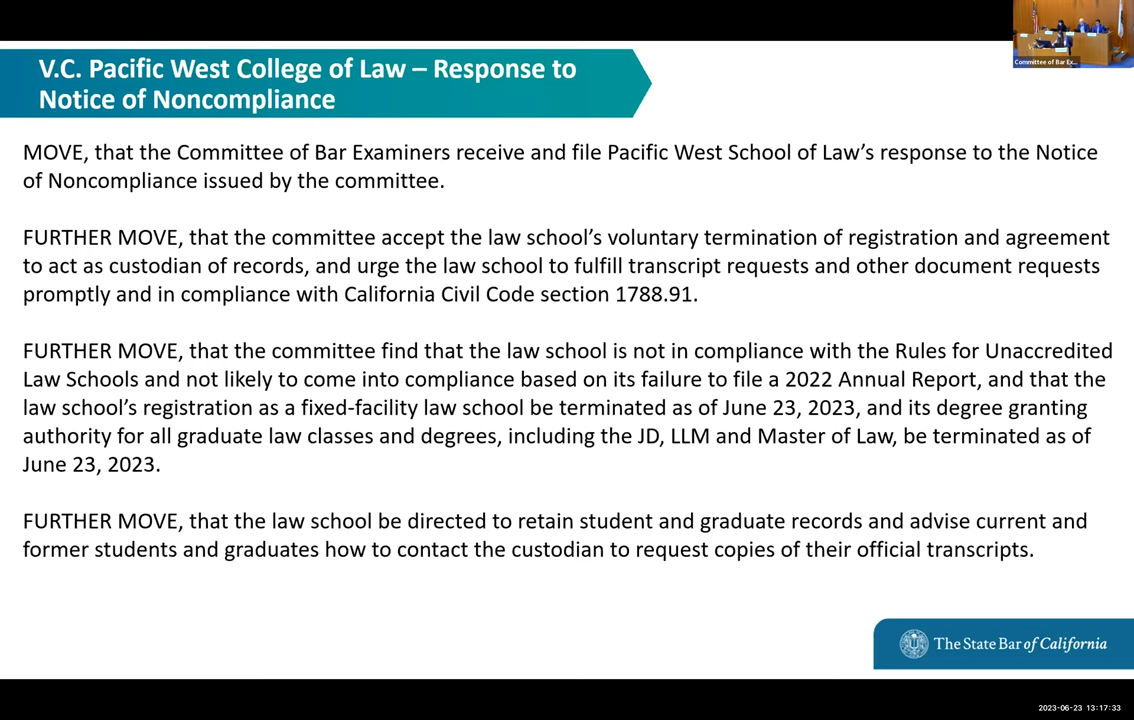 V.C. Pacific West College of Law – Response to
Notice of Noncompliance
Committee of Bar Ex...
MOVE, that the Committee of Bar Examiners receive and file Pacific West School of Law’s response to the Notice
of Noncompliance issued by the committee.
FURTHER MOVE, that the committee accept the law school’s voluntary termination of registration and agreement
to act as custodian of records, and urge the law school to fulfill transcript requests and other document requests
promptly and in compliance with California Civil Code section 1788.91.
FURTHER MOVE, that the committee find that the law school is not in compliance with the Rules for Unaccredited
Law Schools and not likely to come into compliance based on its failure to file a 2022 Annual Report, and that the
law school’s registration as a fixed-facility law school be terminated as of June 23, 2023, and its degree granting
authority for all graduate law classes and degrees, including the JD, LLM and Master of Law, be terminated as of
June 23, 2023.
FURTHER MOVE, that the law school be directed to retain student and graduate records and advise current and
former students and graduates how to contact the custodian to request copies of their official transcripts.
The State Bar of California
2023-06-23 13:17:33